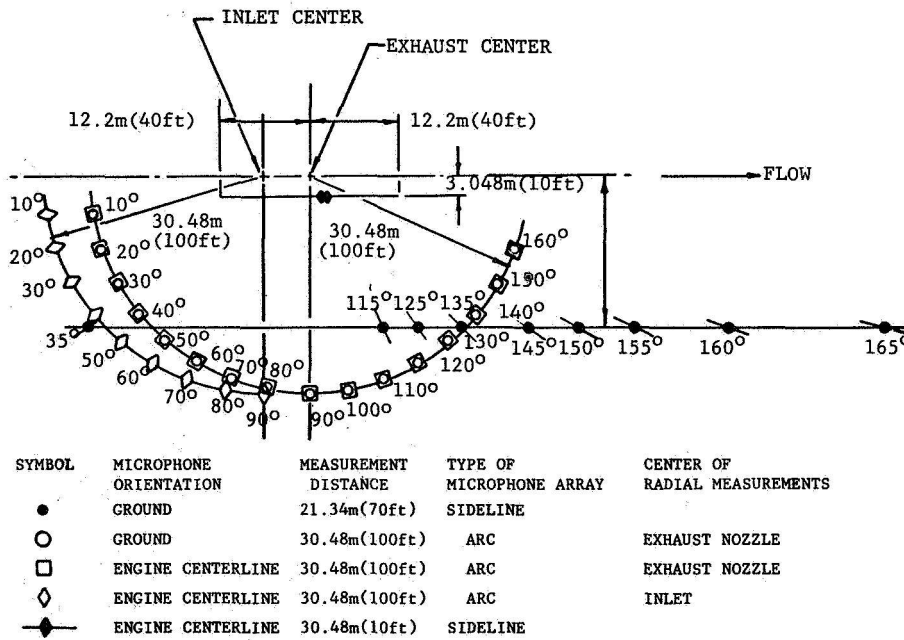 INLET CENTER
EXHAUST CENTER
12.2m(40ft)
12.2m(40ft)
FLOW
3.048m(10ft)
10° 10°
30.48m
(100ft)
30.48m
(100ft)
20° 20°
160°
30° 30°
150°
115° 125° 135°
40°
140°
35°
50°
130°
145° 150° 155° 160° 165°
50°
60°
120°
60°
70° 80°
110°
70°
80°
90°
90°
100°
SYMBOL MICROPHONE ORIENTATION MEASUREMENT DISTANCE TYPE OF MICROPHONE ARRAY CENTER OF RADIAL MEASUREMENTS
GROUND 21.34m(70ft) SIDELINE
GROUND 30.48m(100ft) ARC EXHAUST NOZZLE
ENGINE CENTERLINE 30.48m(100ft) ARC EXHAUST NOZZLE
ENGINE CENTERLINE 30.48m(100ft) ARC INLET
ENGINE CENTERLINE 30.48m(10ft) SIDELINE